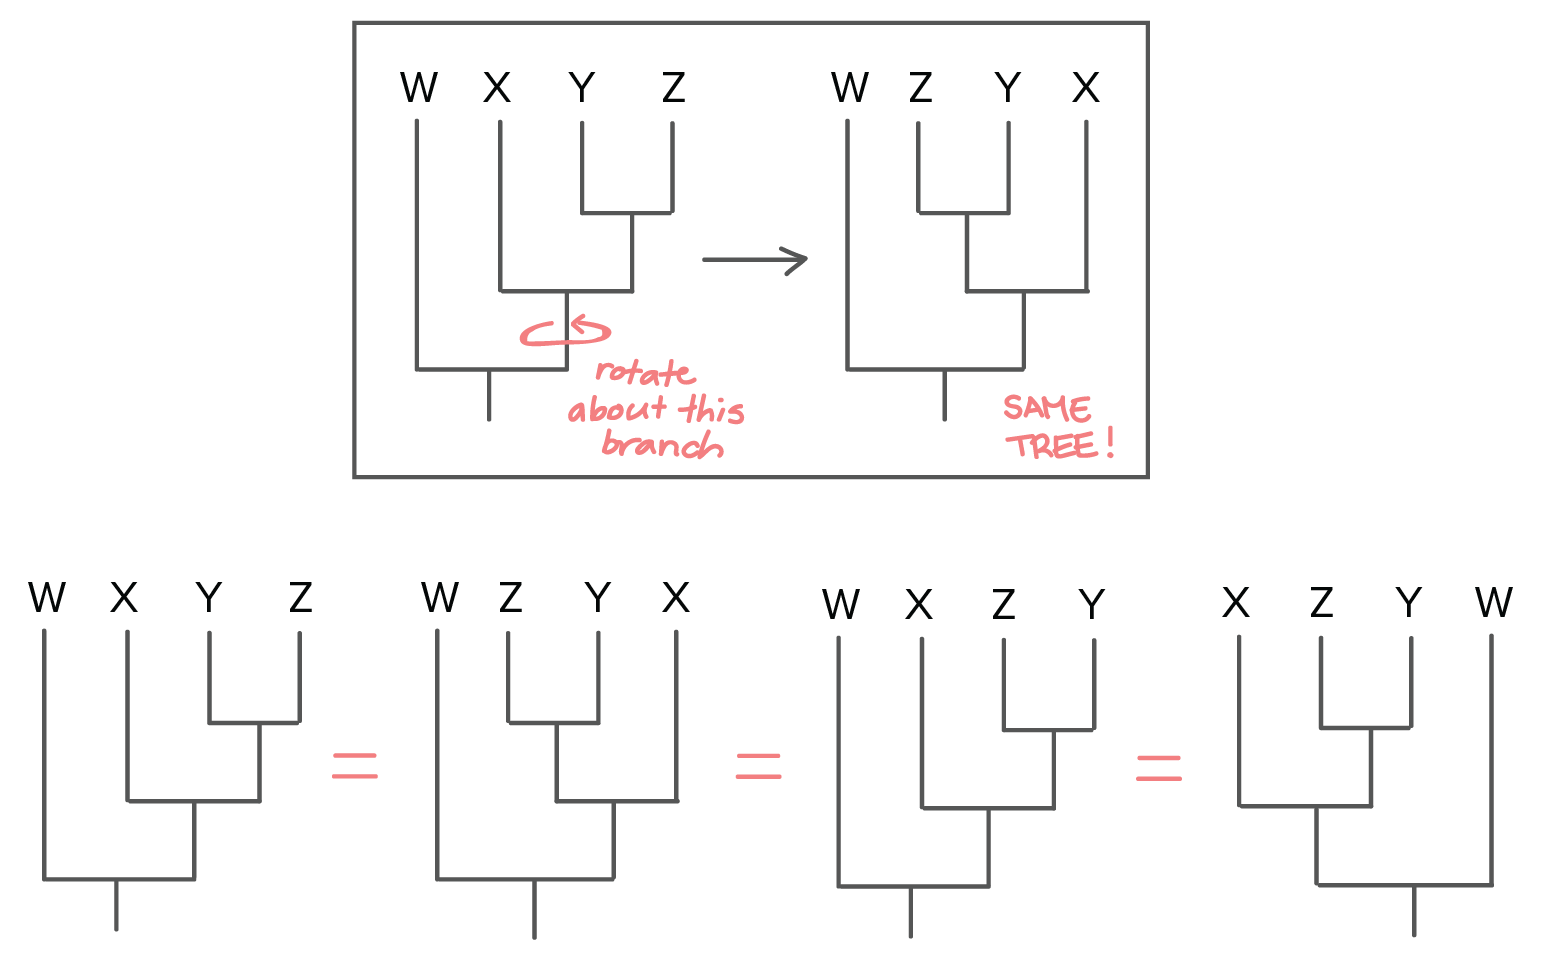 W X Y Z
W Z Y X
rotate
about this
branch
SAME
TREE!
W X Y Z
=
W Z Y X
=
W X Z Y
=
X Z Y W